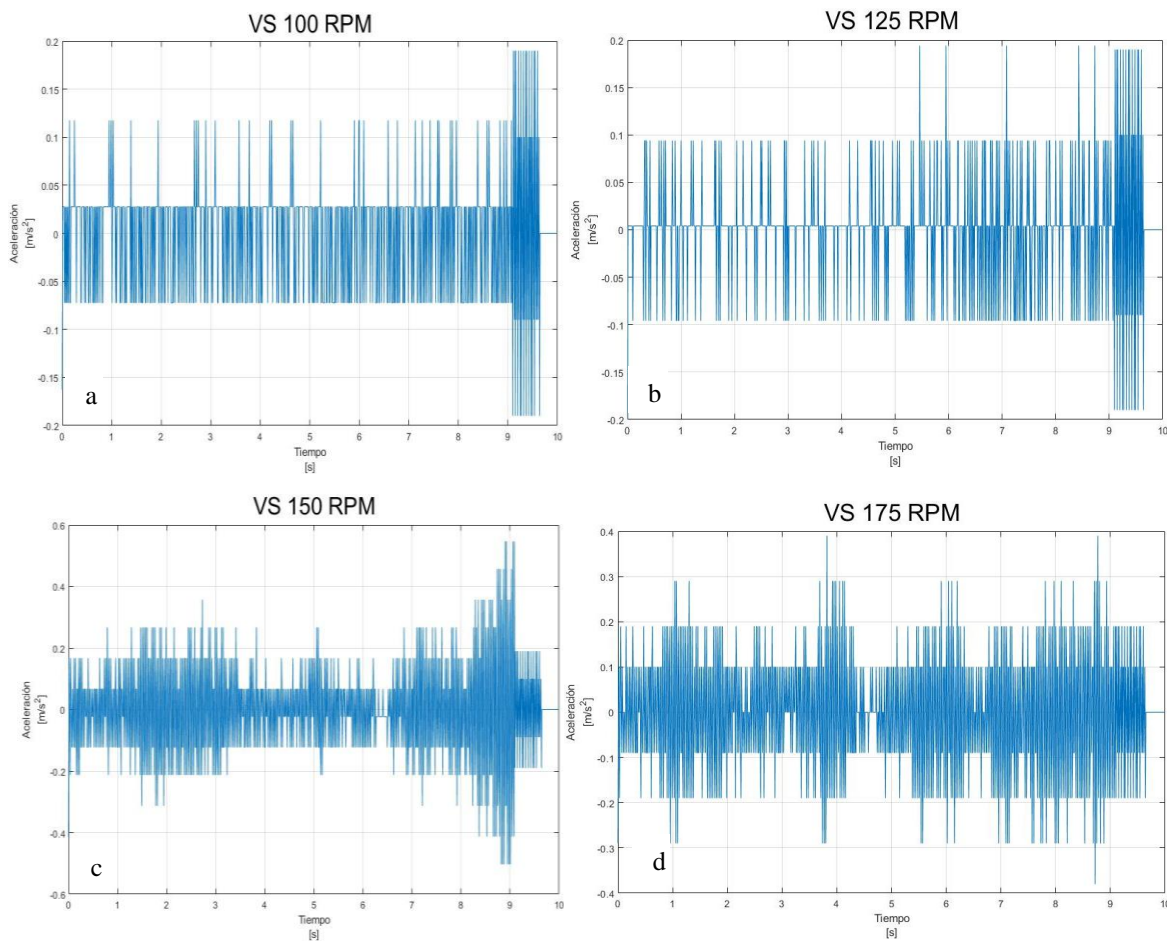 VS 100 RPM
0.2
0.15
0.1
0.05
0
-0.05
-0.1
-0.15
-0.2
Aceleración
[m/s²]
a
0 1 2 3 4 5 6 7 8 9 10
Tiempo
[s]
VS 125 RPM
0.2
0.15
0.1
0.05
0
-0.05
-0.1
-0.15
-0.2
Aceleración
[m/s²]
b
0 1 2 3 4 5 6 7 8 9 10
Tiempo
[s]
VS 150 RPM
0.6
0.4
0.2
0
-0.2
-0.4
-0.6
Aceleración
[m/s²]
c
0 1 2 3 4 5 6 7 8 9 10
Tiempo
[s]
VS 175 RPM
0.4
0.3
0.2
0.1
0
-0.1
-0.2
-0.3
-0.4
Aceleración
[m/s²]
d
0 1 2 3 4 5 6 7 8 9 10
Tiempo
[s]